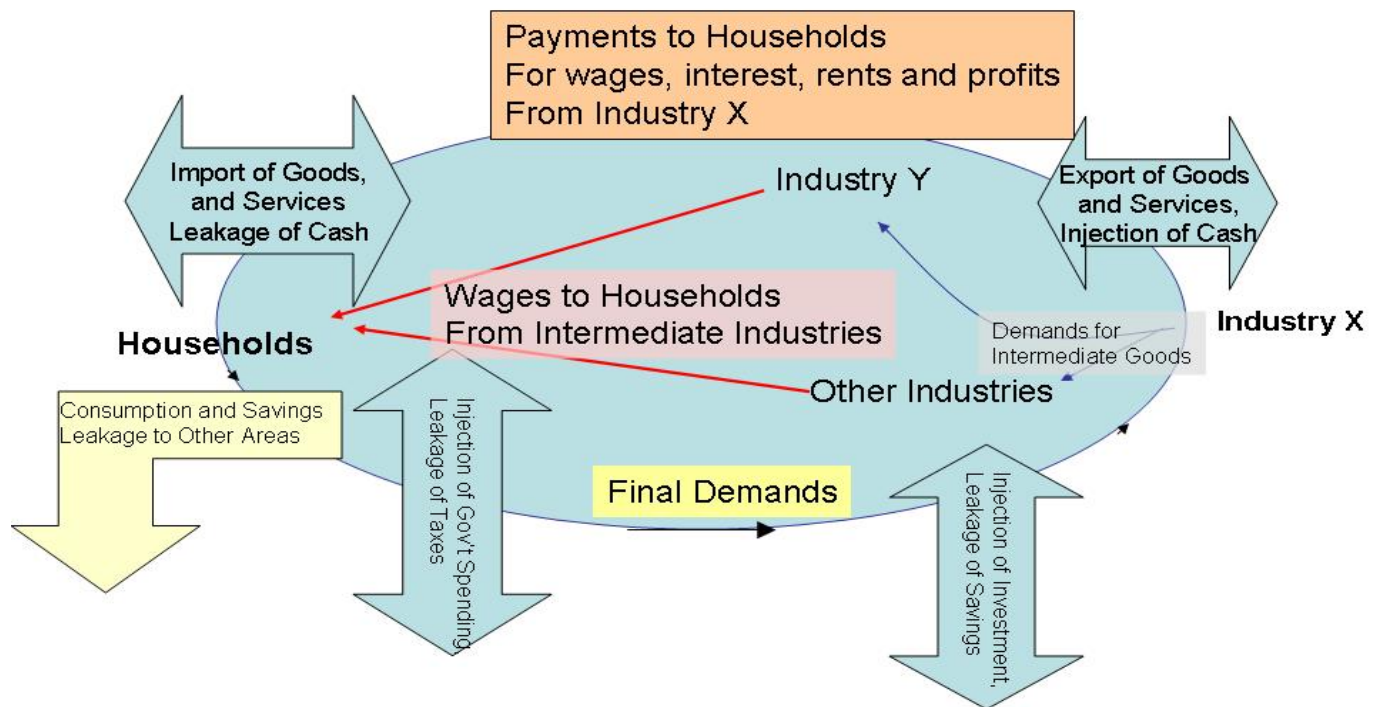 Payments to Households
For wages, interest, rents and profits
From Industry X
Import of Goods,
and Services
Leakage of Cash
Industry Y
Export of Goods
and Services,
Injection of Cash
Wages to Households
From Intermediate Industries
Households
Demands for
Intermediate Goods
Industry X
Other Industries
Consumption and Savings
Leakage to Other Areas
Injection of Gov't Spending,
Leakage of Taxes
Final Demands
Injection of Investment,
Leakage of Savings